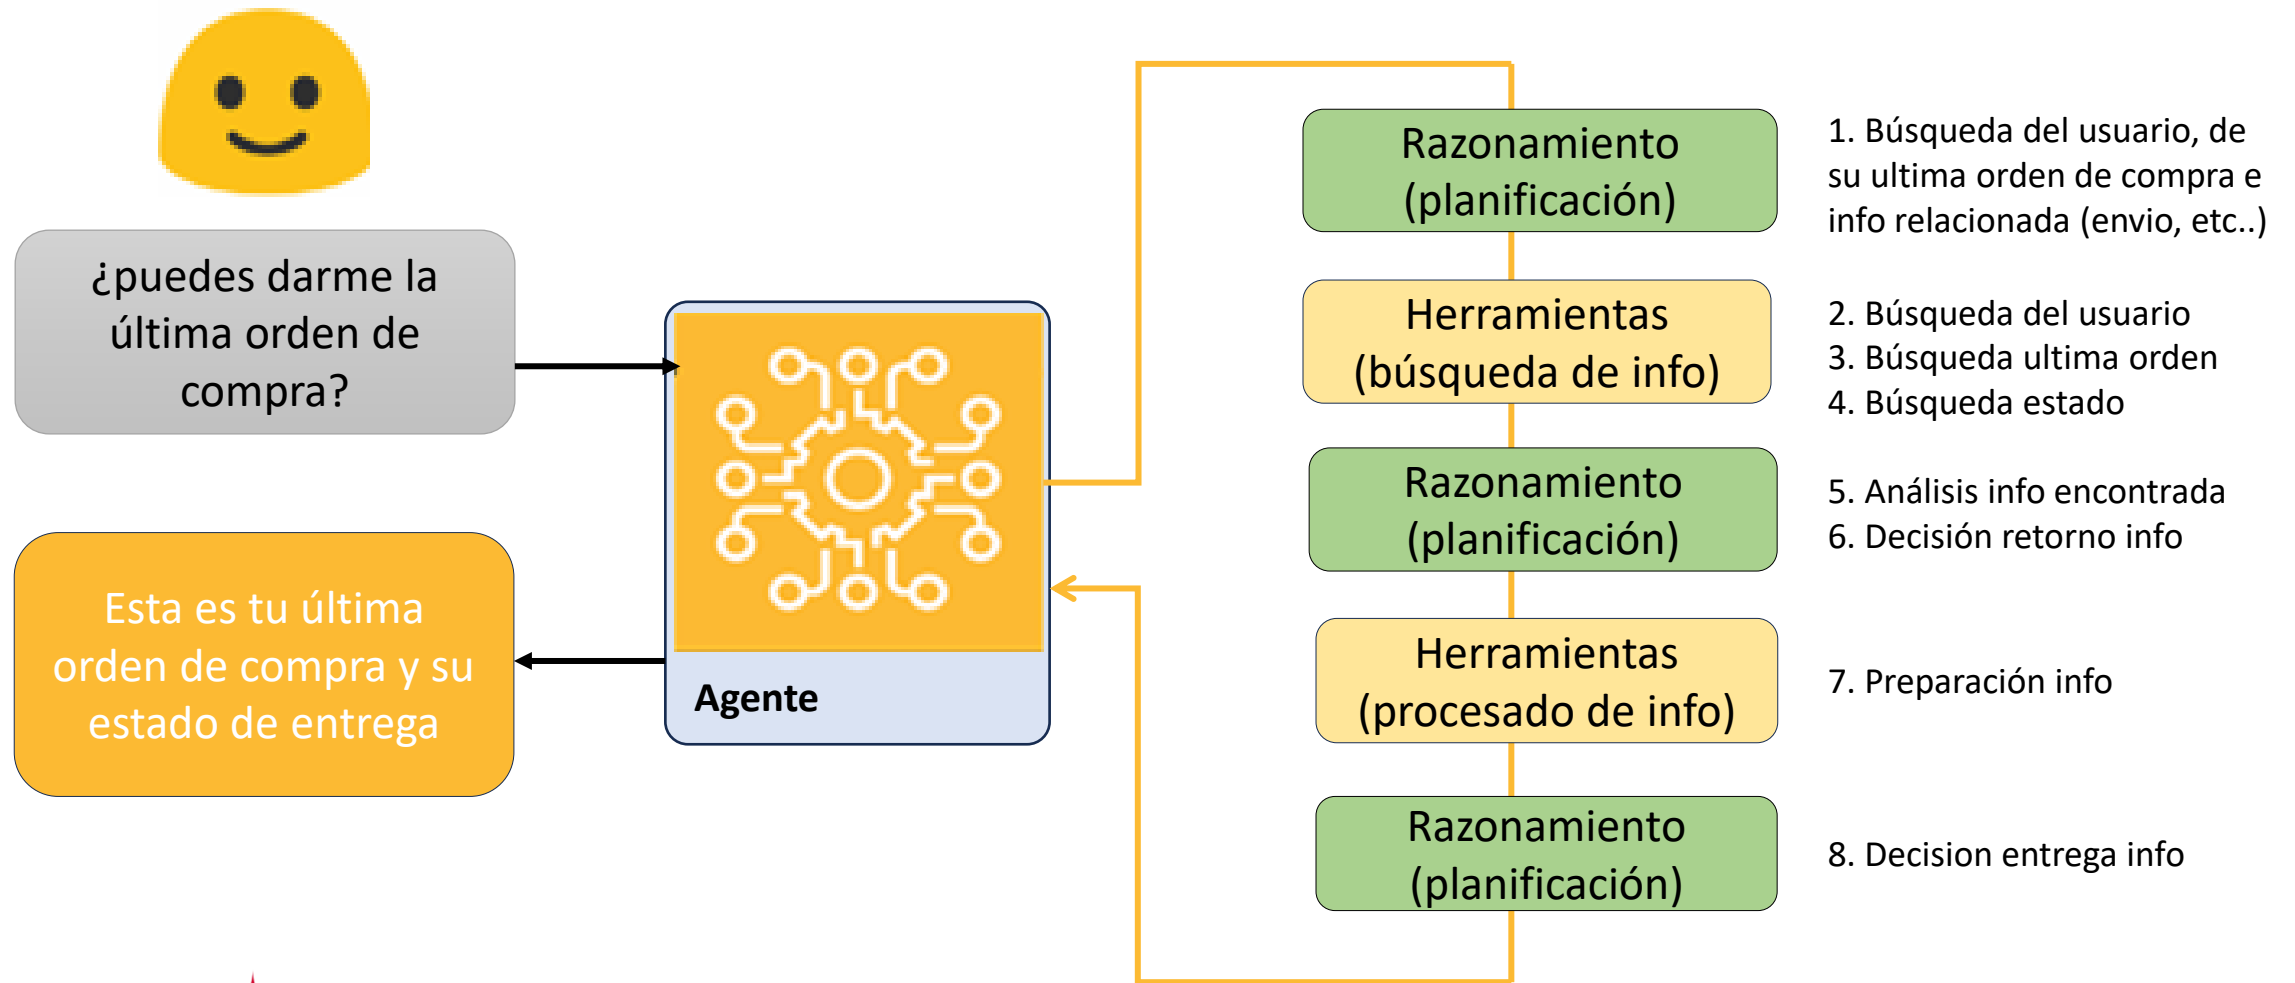 ¿puedes darme la
última orden de
compra?
Esta es tu última
orden de compra y su
estado de entrega
Agente
Razonamiento
(planificación)
1. Búsqueda del usuario, de
su ultima orden de compra e
info relacionada (envio, etc..)
Herramientas
(búsqueda de info)
2. Búsqueda del usuario
3. Búsqueda ultima orden
4. Búsqueda estado
Razonamiento
(planificación)
5. Análisis info encontrada
6. Decisión retorno info
Herramientas
(procesado de info)
7. Preparación info
Razonamiento
(planificación)
8. Decision entrega info